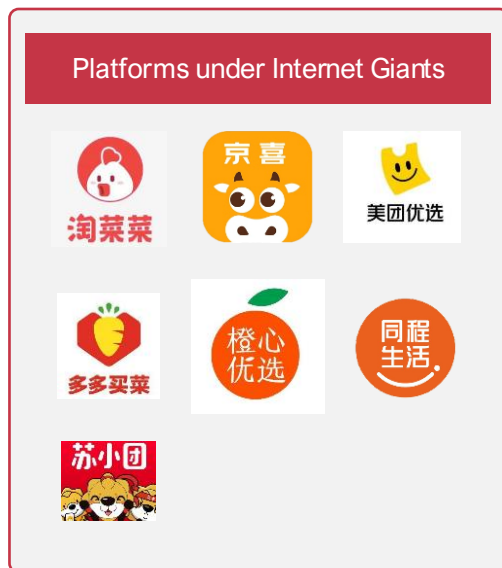 Platforms under Internet Giants
京喜
淘菜菜
美团优选
多多买菜
橙心
优选
同程
生活
苏小团